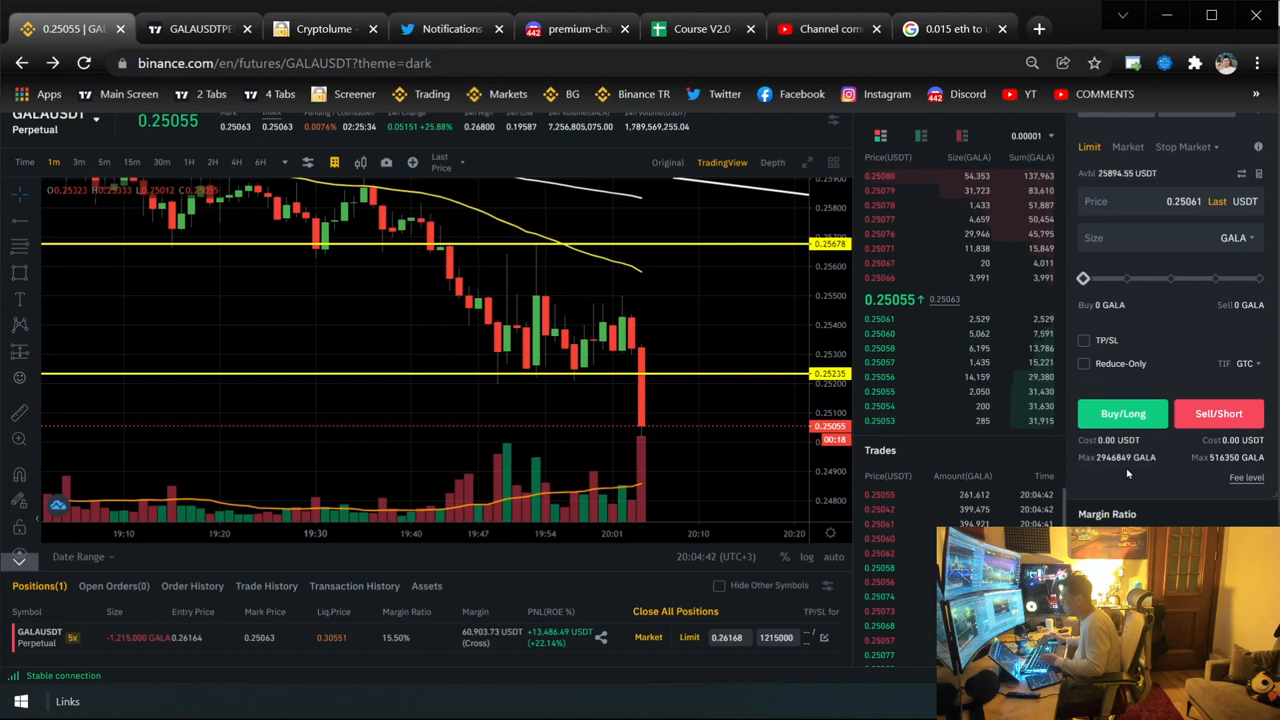 0.25055 | GAL
GALAUSDTPE
Cryptolume -
Notifications
premium-cha
Course V2.0 -
Channel com
0.015 eth to u
binance.com/en/futures/GALAUSDT?theme=dark
Apps
Main Screen
2 Tabs
4 Tabs
Screener
Trading
Markets
BG
Binance TR
Twitter
Facebook
Instagram
Discord
YT
COMMENTS
GALAUSDT
Perpetual
0.25055
0.25063
0.25063
0.0076%
02:25:34
0.05151 +25.88%
0.26800
0.19587
7,256,805,075.00
1,789,569,255.04
Time
1m
3m
5m
15m
30m
1H
2H
4H
6H
Last Price
Original
TradingView
Depth
O0.25323 H0.25333 L0.25012 C0.25055
0.25800
0.25678
0.25600
0.25500
0.25400
0.25300
0.25235
0.25200
0.25100
0.25055
00:18
0.24900
0.24800
19:10
19:20
19:30
19:40
19:47
19:54
20:01
20:10
20:20
Date Range
20:04:42 (UTC+3)
%
log
auto
0.00001
Price(USDT) Size(GALA) Sum(GALA)
0.25080 54,353 137,963
0.25079 31,723 83,610
0.25078 1,433 51,887
0.25077 4,659 50,454
0.25076 29,946 45,795
0.25071 11,838 15,849
0.25067 20 4,011
0.25066 3,991 3,991
0.25055↑ 0.25063
0.25061 2,529 2,529
0.25060 5,062 7,591
0.25058 6,195 13,786
0.25057 1,435 15,221
0.25056 14,159 29,380
0.25055 2,050 31,430
0.25054 200 31,630
0.25053 285 31,915
Trades
Price(USDT) Amount(GALA) Time
0.25055 261,612 20:04:42
0.25062 399,475 20:04:42
0.25061 394,921 20:04:41
0.25060
0.25062
0.25058
0.25056
0.25074
0.25073
0.25068
0.25057
0.25077
Limit
Market
Stop Market
Avbl 25894.55 USDT
Price 0.25061 Last USDT
Size GALA
Buy 0 GALA
Sell 0 GALA
TP/SL
Reduce-Only
TIF GTC
Buy/Long
Sell/Short
Cost 0.00 USDT
Cost 0.00 USDT
Max 2946849 GALA
Max 516350 GALA
Fee level
Margin Ratio
Positions(1)
Open Orders(0)
Order History
Trade History
Transaction History
Assets
Hide Other Symbols
Symbol Size Entry Price Mark Price Liq.Price Margin Ratio Margin PNL(ROE %) Close All Positions TP/SL for
GALAUSDT 5x -1,215,000 GALA 0.26164 0.25063 0.30551 15.50% 60,903.73 USDT +13,486.49 USDT Market Limit 0.26168 1215000 -- /
Perpetual (Cross) (+22.14%) --
Stable connection
Links